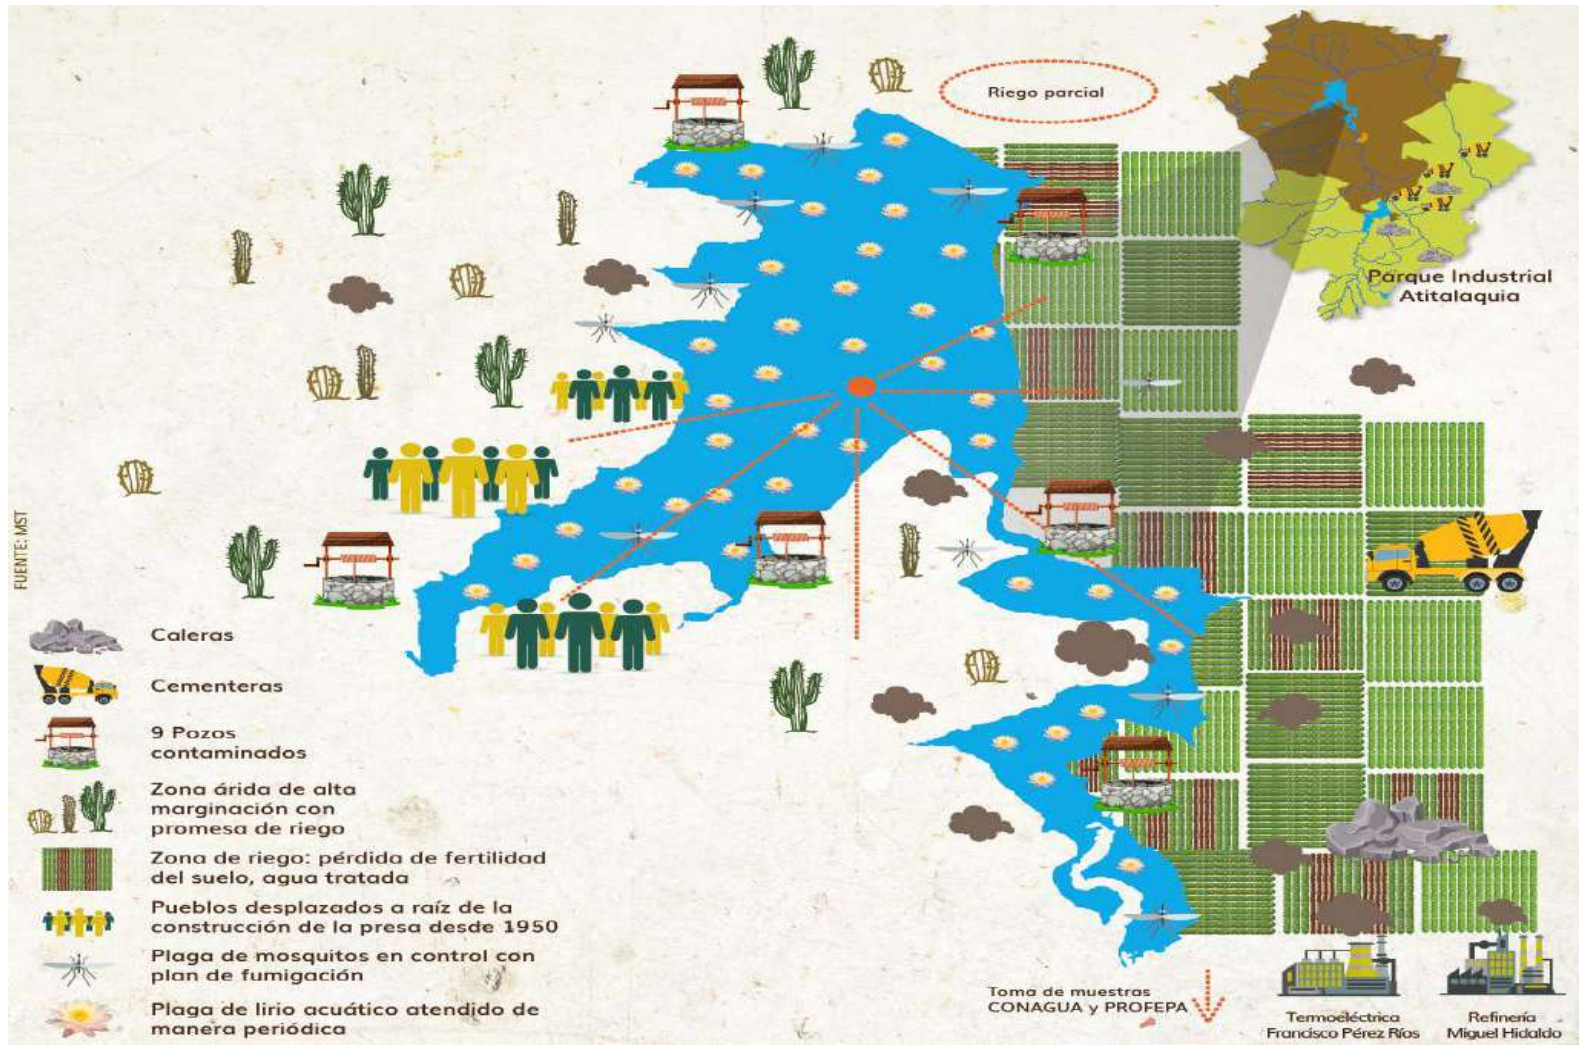 Riego parcial
Parque Industrial
Atitalaquia
FUENTE: MST
Caleras
Cementeras
9 Pozos
contaminados
Zona árida de alta
marginación con
promesa de riego
Zona de riego: pérdida de fertilidad
del suelo, agua tratada
Pueblos desplazados a raíz de la
construcción de la presa desde 1950
Plaga de mosquitos en control con
plan de fumigación
Plaga de lirio acuático atendido de
manera periódica
Toma de muestras
CONAGUA y PROFEPA
Termoeléctrica
Francisco Pérez Ríos
Refinería
Miguel Hidaldo